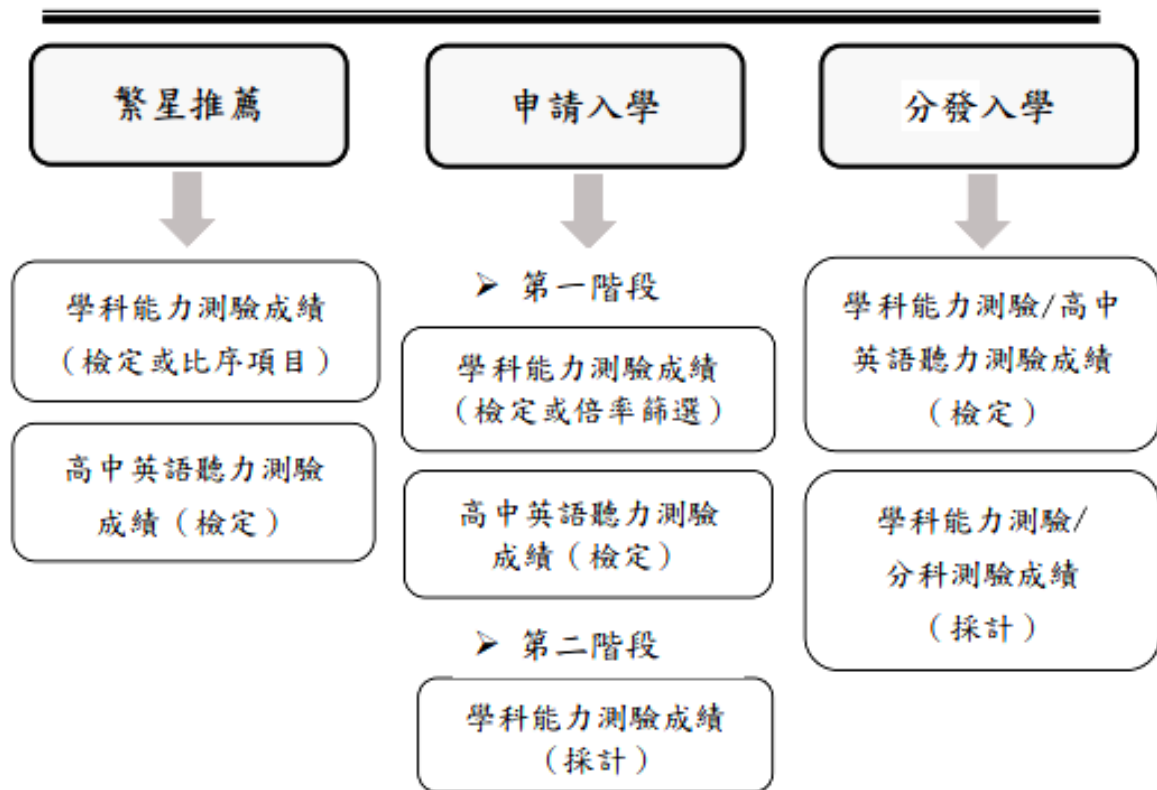 繁星推薦
學科能力測驗成績
（檢定或比序項目）
高中英語聽力測驗
成績（檢定）
申請入學
➢ 第一階段
學科能力測驗成績
（檢定或倍率篩選）
高中英語聽力測驗
成績（檢定）
➢ 第二階段
學科能力測驗成績
（採計）
分發入學
學科能力測驗/高中
英語聽力測驗成績
（檢定）
學科能力測驗/
分科測驗成績
（採計）